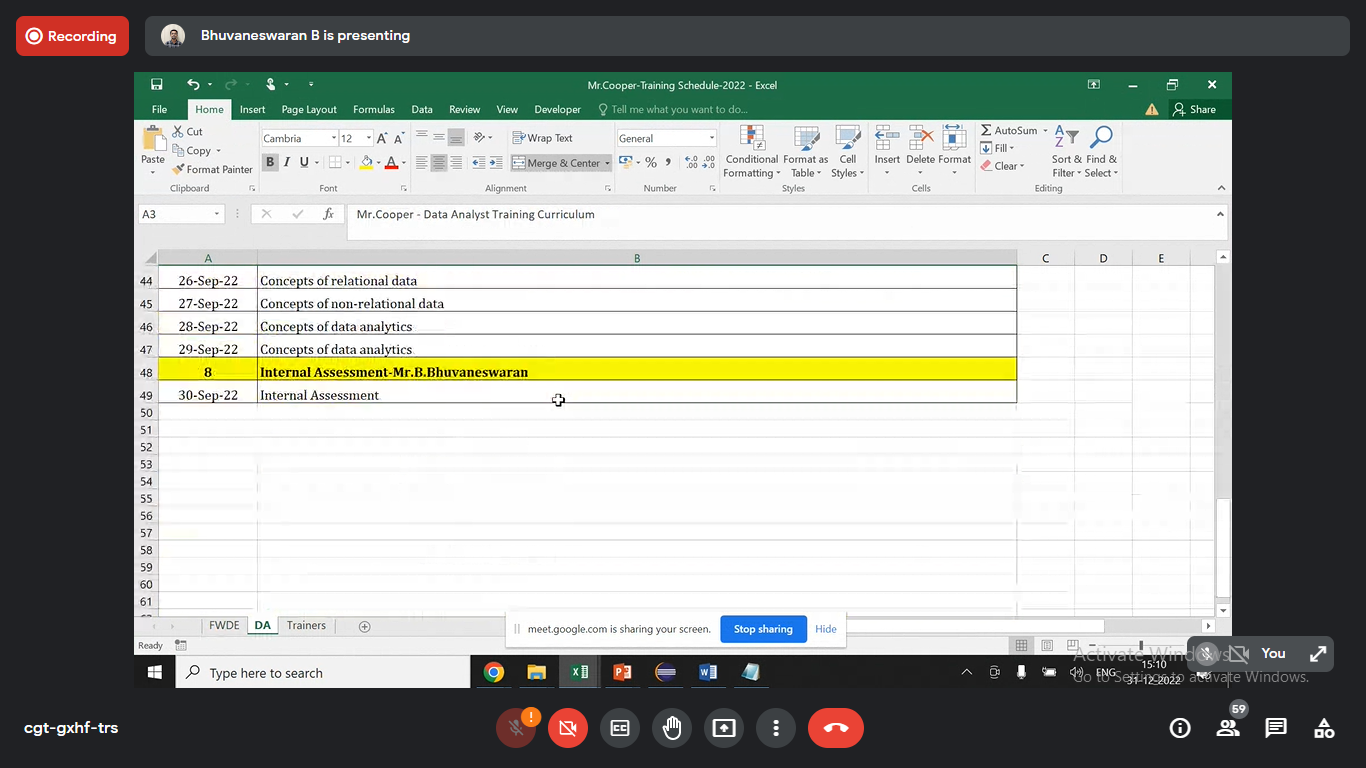 Recording
Bhuvaneswaran B is presenting
Mr.Cooper-Training Schedule-2022 - Excel
File Home Insert Page Layout Formulas Data Review View Developer Tell me what you want to do... Share
Paste
Cut
Copy
Format Painter
Clipboard
Cambria 12
B I U
Font
Wrap Text
Merge & Center
Alignment
General
Number
Conditional Formatting
Format as Table
Cell Styles
Styles
Insert Delete Format
Cells
AutoSum
Fill
Clear
Sort & Filter
Find & Select
Editing
A3 fx Mr.Cooper - Data Analyst Training Curriculum
A B C D E
44 26-Sep-22 Concepts of relational data
45 27-Sep-22 Concepts of non-relational data
46 28-Sep-22 Concepts of data analytics
47 29-Sep-22 Concepts of data analytics
48 8 Internal Assessment-Mr.B.Bhuvaneswaran
49 30-Sep-22 Internal Assessment
50
51
52
53
54
55
56
57
58
59
60
61
FWDE DA Trainers
meet.google.com is sharing your screen. Stop sharing Hide
Ready
Type here to search
ENG
15:10
31-12-2022
Activate Windows
Go to Settings to activate Windows.
You
cgt-gxhf-trs
59